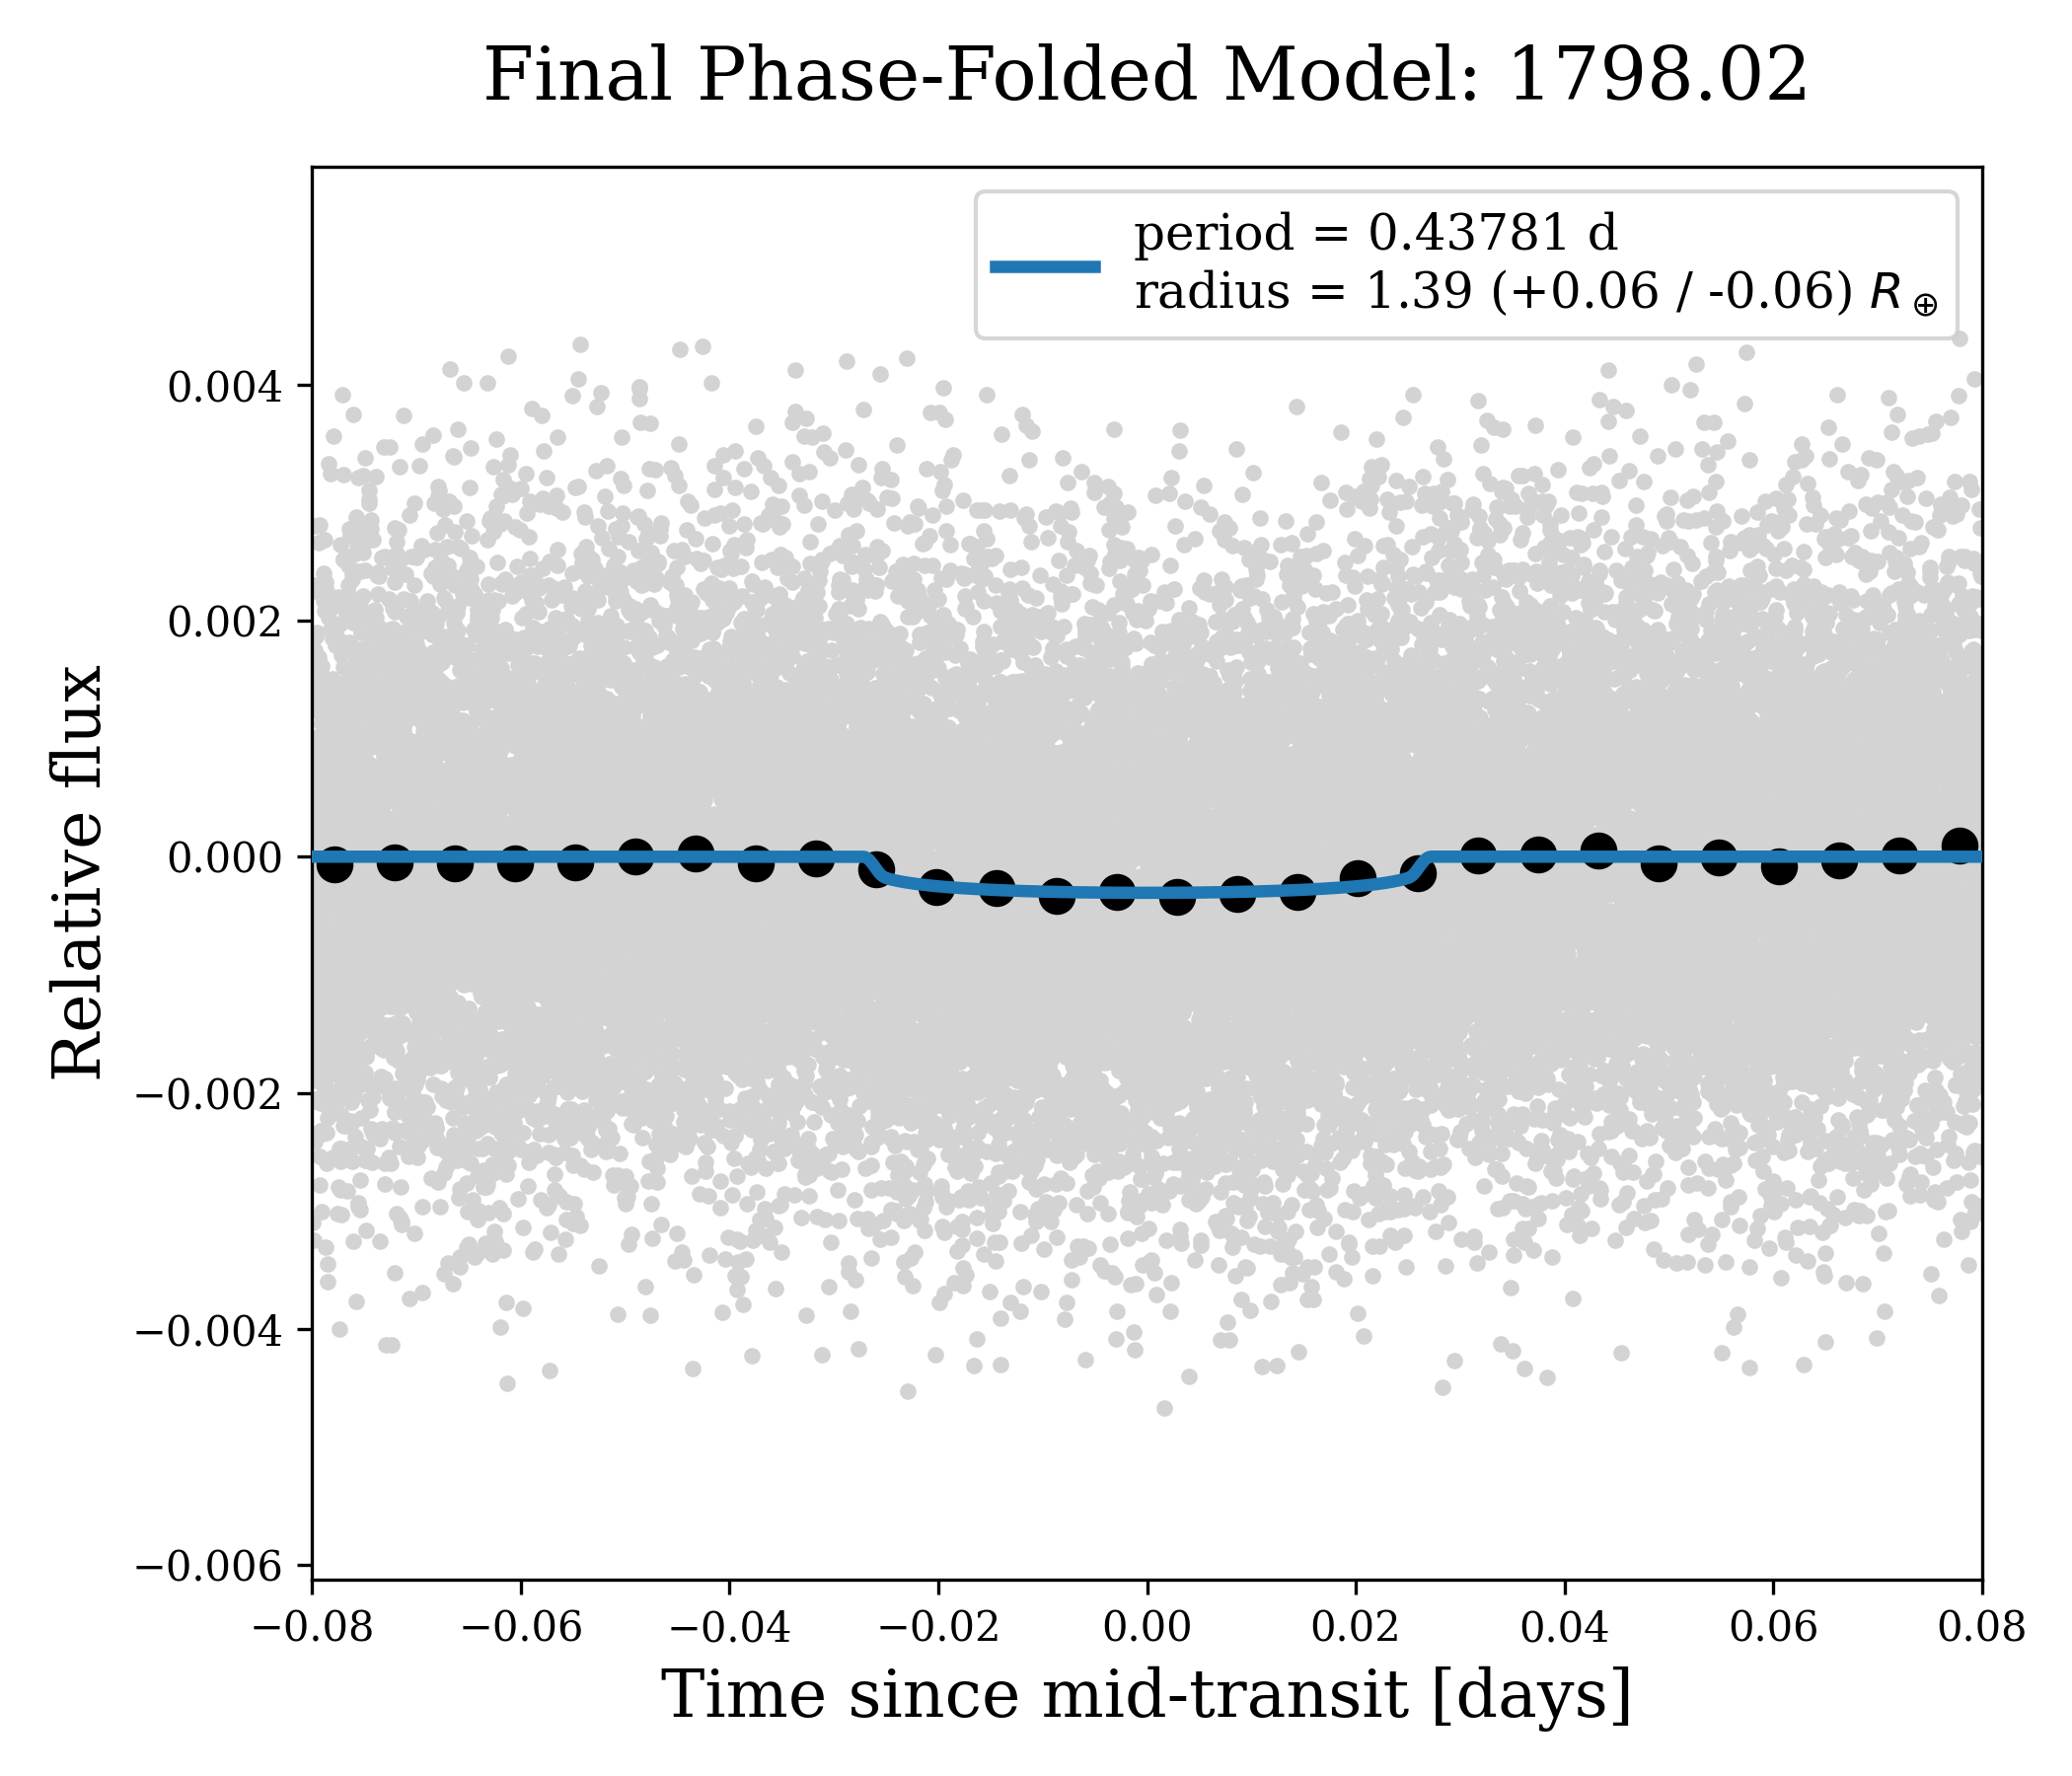 Final Phase-Folded Model: 1798.02
period = 0.43781 d
radius = 1.39 (+0.06 / -0.06) R⊕
0.004
0.002
0.000
−0.002
−0.004
−0.006
Relative flux
−0.08 −0.06 −0.04 −0.02 0.00 0.02 0.04 0.06 0.08
Time since mid-transit [days]